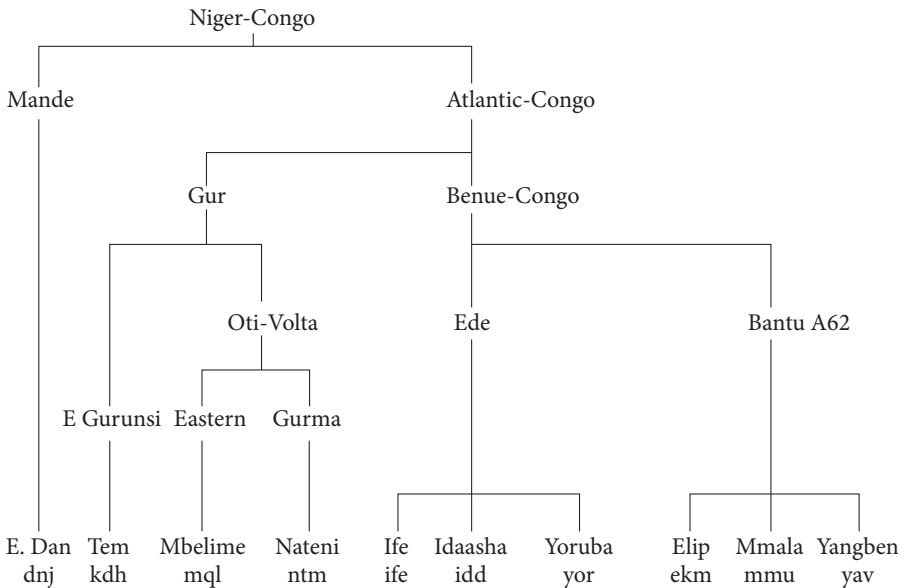 Niger-Congo
Mande Atlantic-Congo
Gur Benue-Congo
Oti-Volta Ede Bantu A62
E Gurunsi Eastern Gurma
E. Dan Tem Mbelime Nateni Ife Idaasha Yoruba Elip Mmala Yangben
dnj kdh mql ntm ife idd yor ekm mmu yav